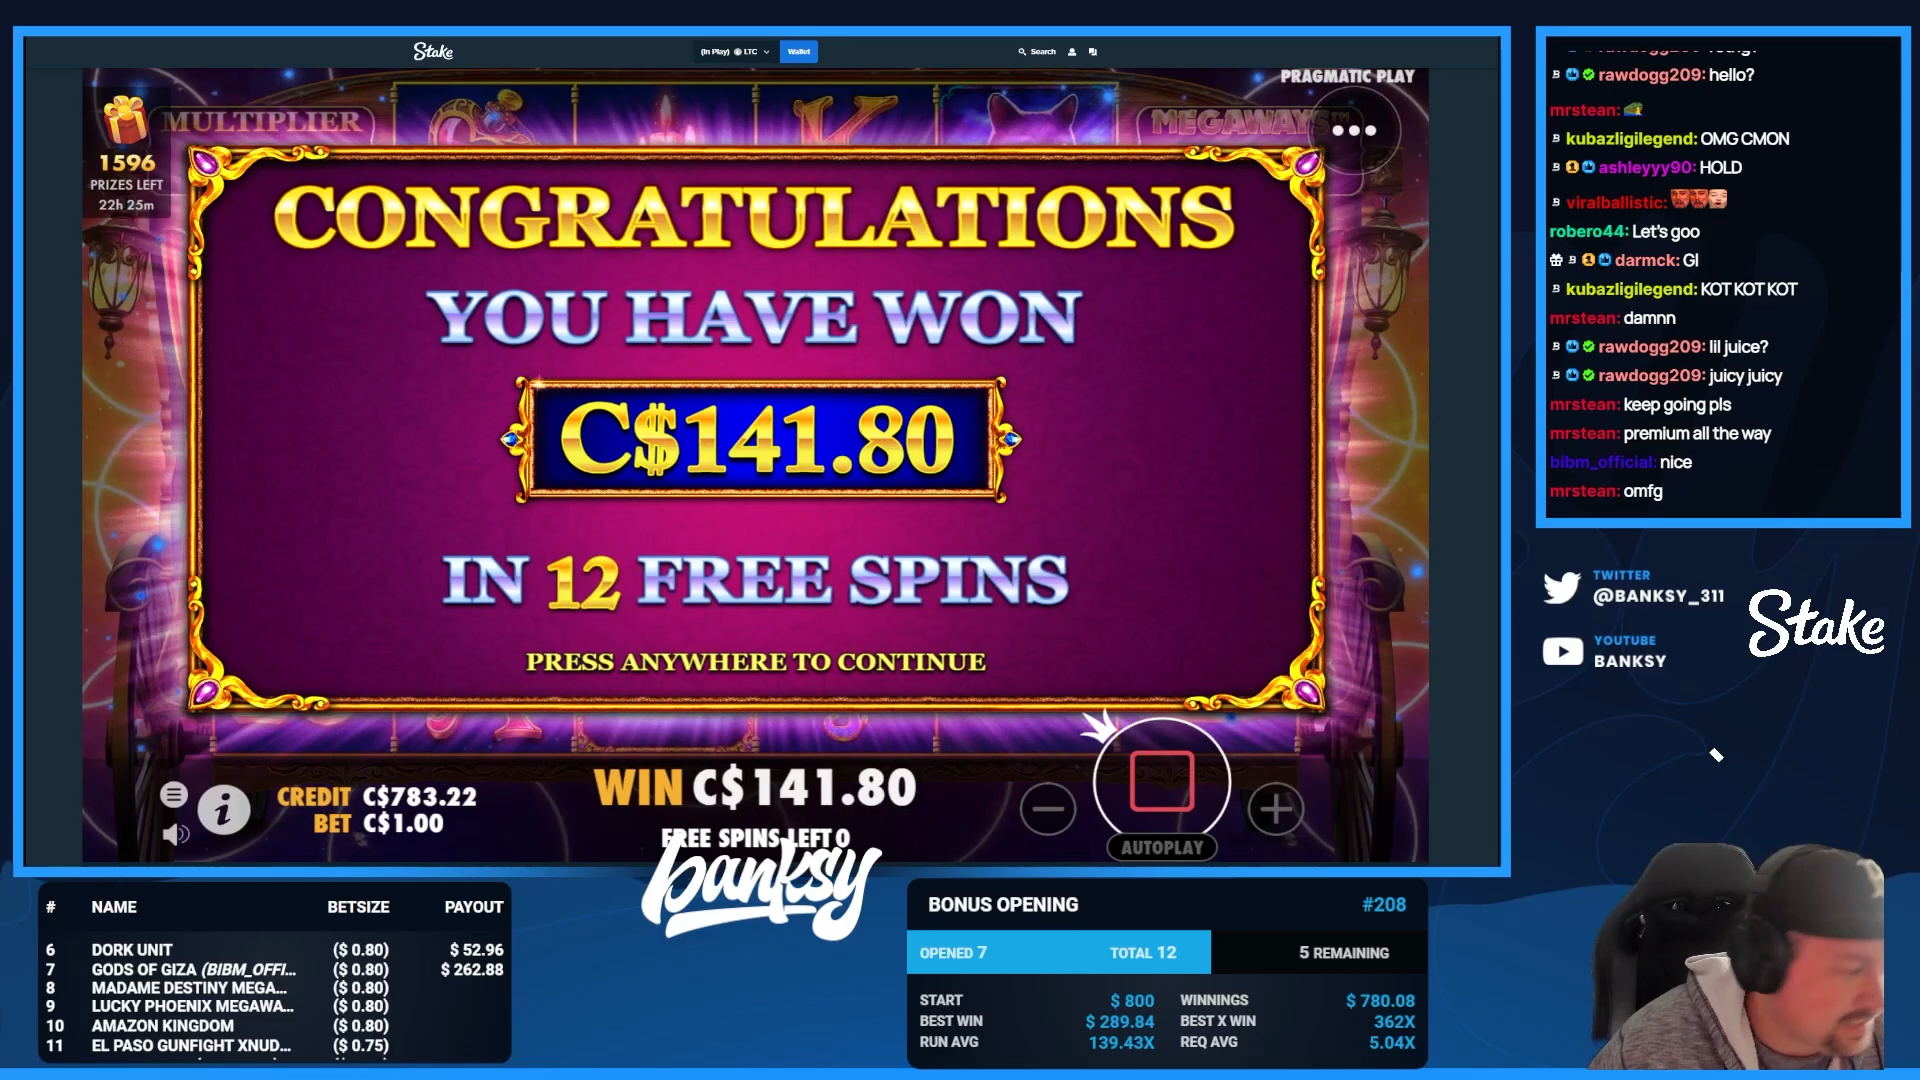 Stake
(In Play) LTC
Wallet
Search
PRAGMATIC PLAY
MULTIPLIER
MEGAWAYS™
1596
PRIZES LEFT
22h 25m
CONGRATULATIONS
YOU HAVE WON
C$141.80
IN 12 FREE SPINS
PRESS ANYWHERE TO CONTINUE
CREDIT C$783.22
BET C$1.00
WIN C$141.80
FREE SPINS LEFT 0
AUTOPLAY
banksy
rawdogg209: hello?
mrstean:
kubazligilegend: OMG CMON
ashleyyy90: HOLD
viralballistic:
robero44: Let's goo
darmck: Gl
kubazligilegend: KOT KOT KOT
mrstean: damnn
rawdogg209: lil juice?
rawdogg209: juicy juicy
mrstean: keep going pls
mrstean: premium all the way
bibm_official: nice
mrstean: omfg
TWITTER
@BANKSY_311
YOUTUBE
BANKSY
Stake
# NAME BETSIZE PAYOUT
6 DORK UNIT ($ 0.80) $ 52.96
7 GODS OF GIZA (BIBM_OFFI... ($ 0.80) $ 262.88
8 MADAME DESTINY MEGA... ($ 0.80)
9 LUCKY PHOENIX MEGAWA... ($ 0.80)
10 AMAZON KINGDOM ($ 0.80)
11 EL PASO GUNFIGHT XNUD... ($ 0.75)
BONUS OPENING #208
OPENED 7 TOTAL 12 5 REMAINING
START $ 800 WINNINGS $ 780.08
BEST WIN $ 289.84 BEST X WIN 362X
RUN AVG 139.43X REQ AVG 5.04X